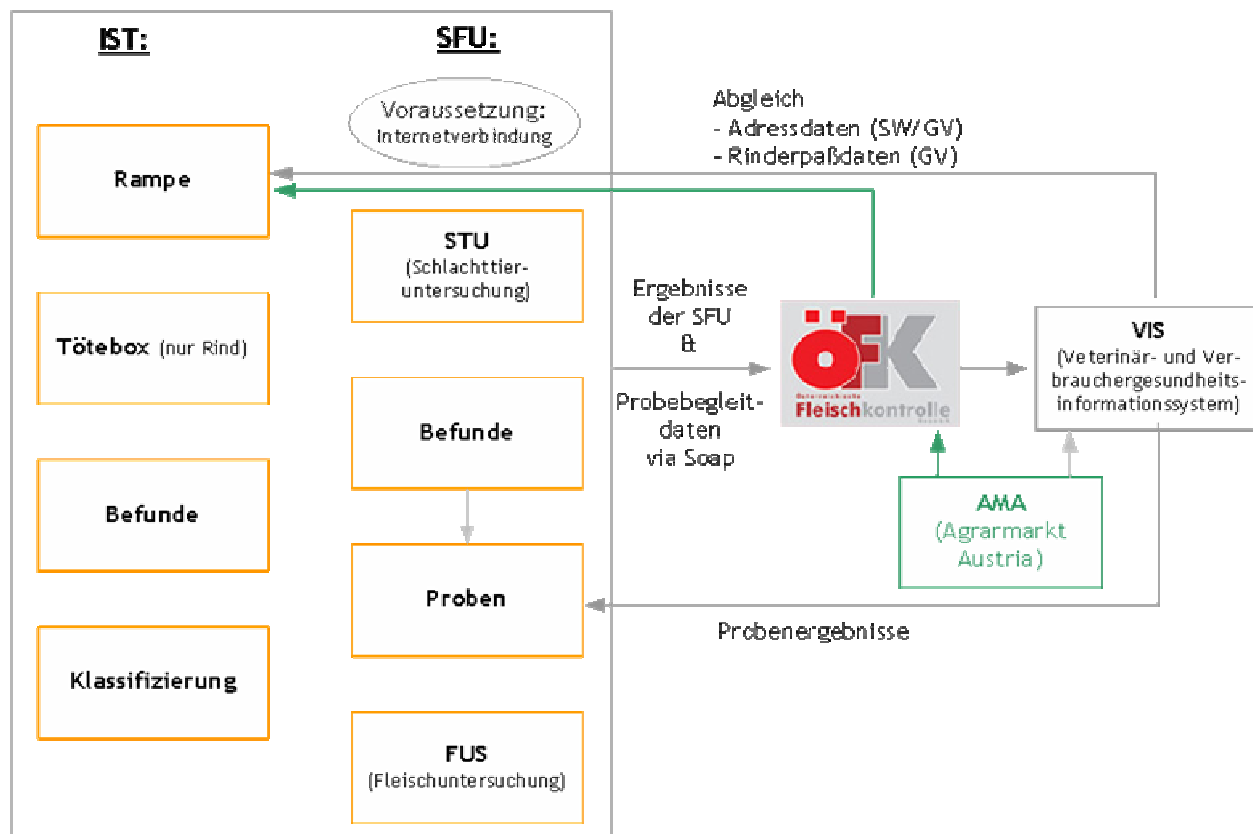 IST:
SFU:
Voraussetzung:
Internetverbindung
Rampe
Tötebox (nur Rind)
Befunde
Klassifizierung
STU
(Schlachttier-
untersuchung)
Befunde
Proben
FUS
(Fleischuntersuchung)
Abgleich
- Adressdaten (SW/GV)
- Rinderpaßdaten (GV)
Ergebnisse
der SFU
&
Probebegleit-
daten
via Soap
ÖFK
Österreichische
Fleischkontrolle
VIS
(Veterinär- und Ver-
brauchergesundheits-
informationssystem)
AMA
(Agrarmarkt
Austria)
Probenergebnisse